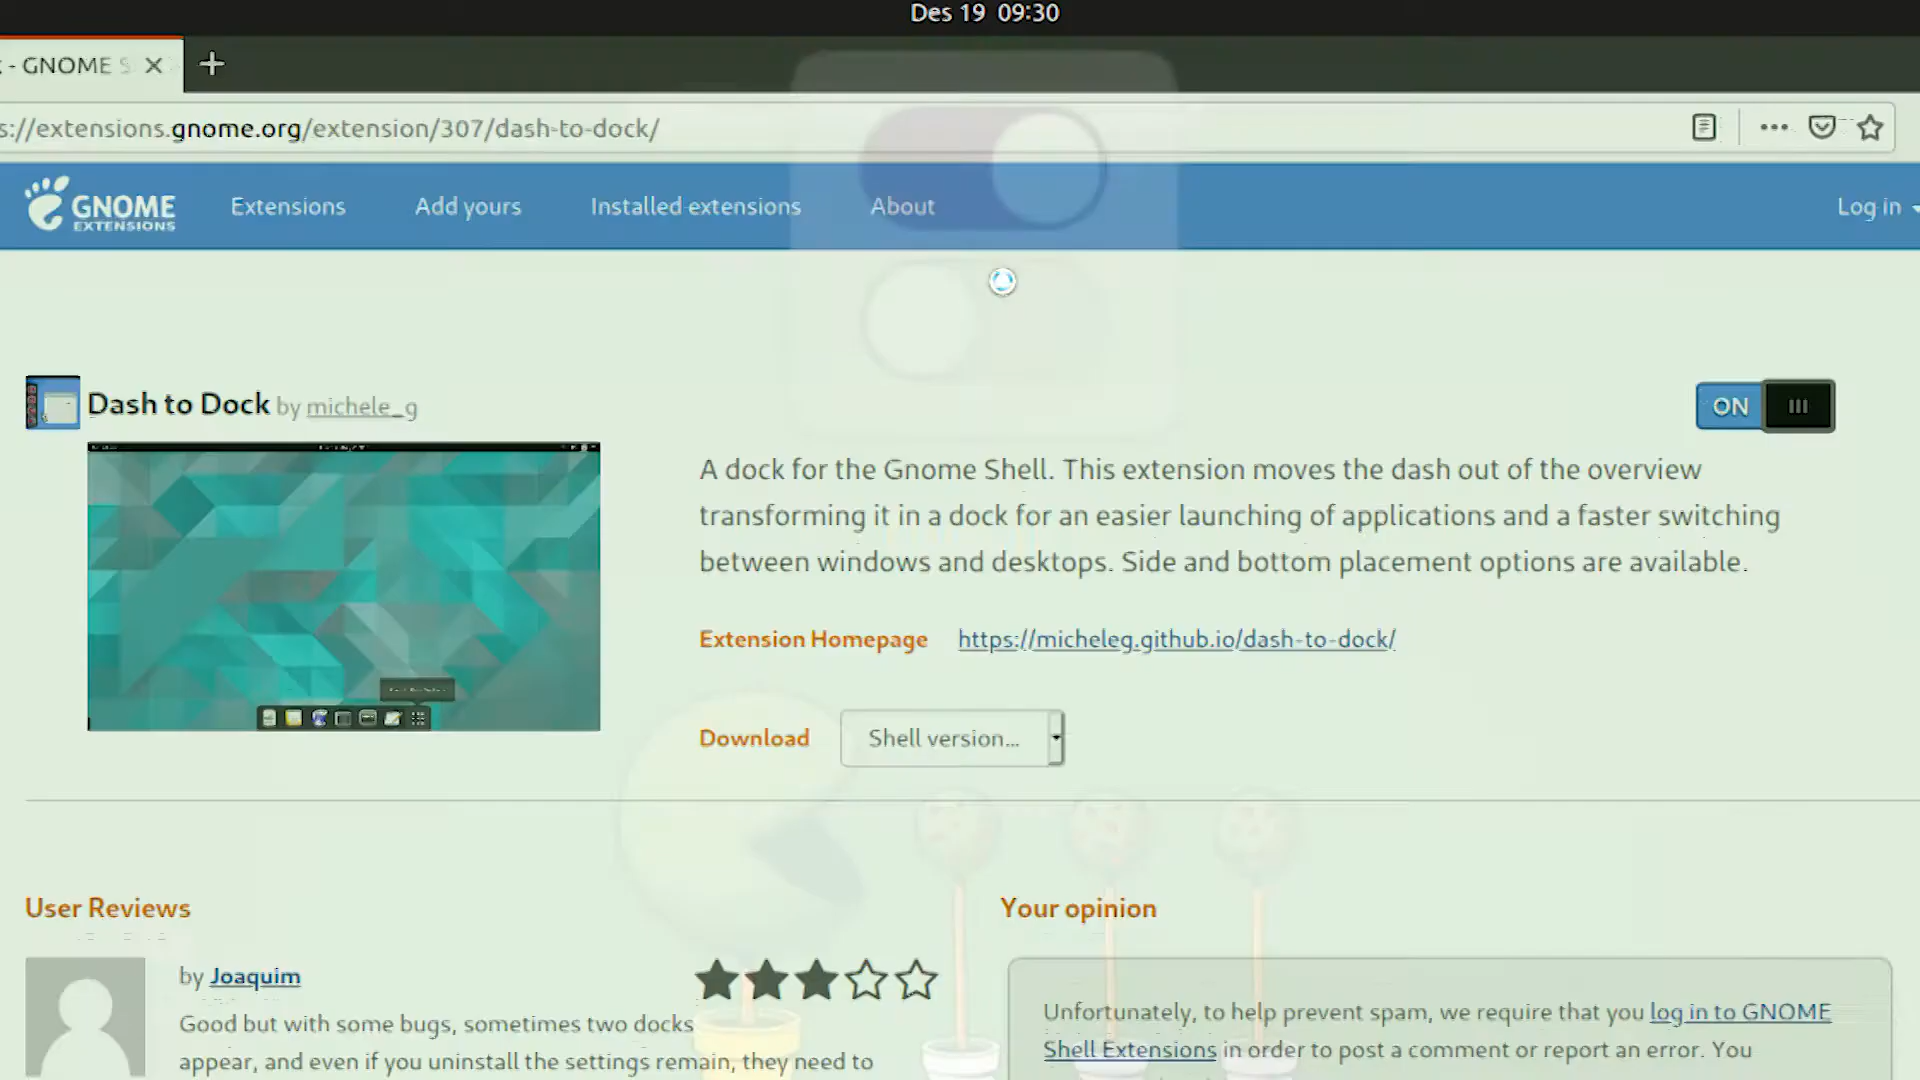 Des 19 09:30
- GNOME S
s://extensions.gnome.org/extension/307/dash-to-dock/
GNOME
EXTENSIONS
Extensions
Add yours
Installed extensions
About
Log in
Dash to Dock by michele_g
ON
A dock for the Gnome Shell. This extension moves the dash out of the overview
transforming it in a dock for an easier launching of applications and a faster switching
between windows and desktops. Side and bottom placement options are available.
Extension Homepage https://micheleg.github.io/dash-to-dock/
Download Shell version...
User Reviews
by Joaquim
Good but with some bugs, sometimes two docks
appear, and even if you uninstall the settings remain, they need to
Your opinion
Unfortunately, to help prevent spam, we require that you log in to GNOME
Shell Extensions in order to post a comment or report an error. You